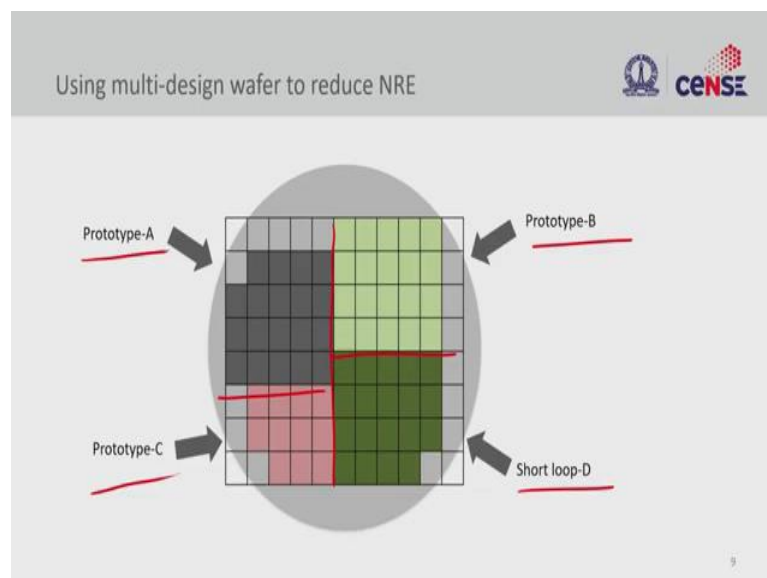 Using multi-design wafer to reduce NRE
CeNSE
Prototype-A
Prototype-B
Prototype-C
Short loop-D
9